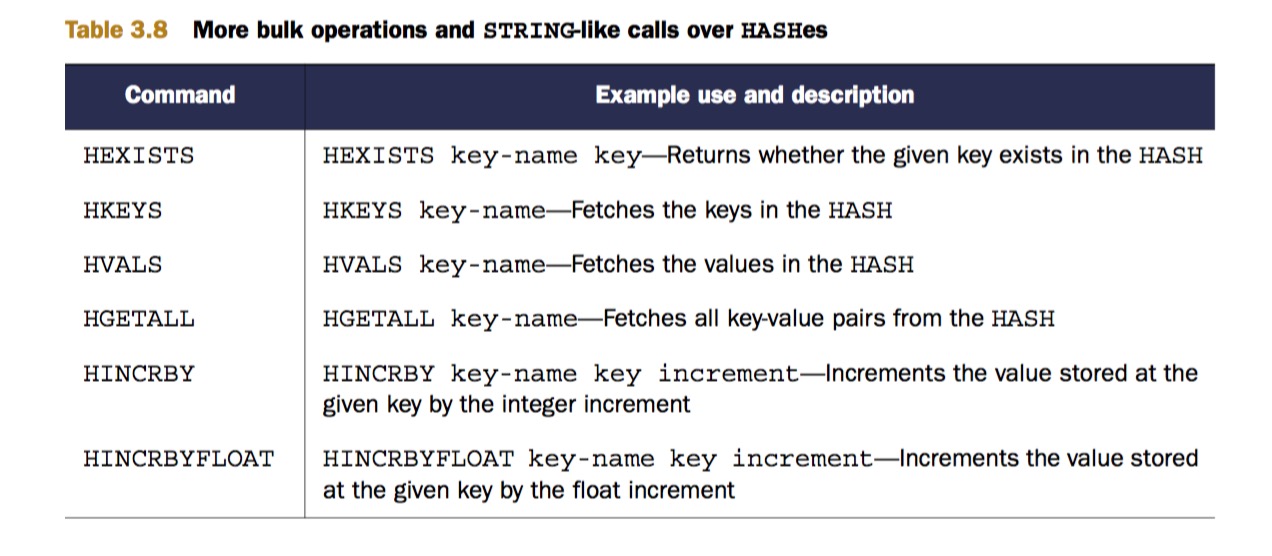 Table 3.8 More bulk operations and STRING-like calls over HASHes
Command Example use and description
HEXISTS HEXISTS key-name key—Returns whether the given key exists in the HASH
HKEYS HKEYS key-name—Fetches the keys in the HASH
HVALS HVALS key-name—Fetches the values in the HASH
HGETALL HGETALL key-name—Fetches all key-value pairs from the HASH
HINCRBY HINCRBY key-name key increment—Increments the value stored at the
given key by the integer increment
HINCRBYFLOAT HINCRBYFLOAT key-name key increment—Increments the value stored
at the given key by the float increment